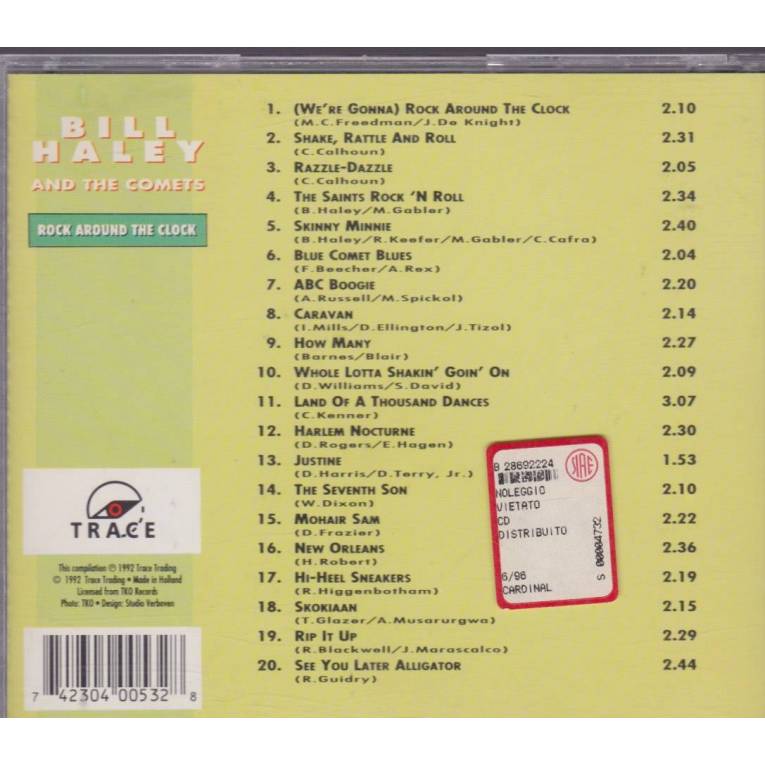 BILL
HALEY
AND THE COMETS
ROCK AROUND THE CLOCK
1. (WE'RE GONNA) ROCK AROUND THE CLOCK 2.10
(M.C.Freedman/J.De Knight)
2. SHAKE, RATTLE AND ROLL 2.31
(C.Calhoun)
3. RAZZLE-DAZZLE 2.05
(C.Calhoun)
4. THE SAINTS ROCK 'N ROLL 2.34
(B.Haley/M.Gabler)
5. SKINNY MINNIE 2.40
(B.Haley/R.Keefer/M.Gabler/C.Cafra)
6. BLUE COMET BLUES 2.04
(F.Beecher/A.Rex)
7. ABC BOOGIE 2.20
(A.Russell/M.Spickol)
8. CARAVAN 2.14
(I.Mills/D.Ellington/J.Tizol)
9. HOW MANY 2.27
(Barnes/Blair)
10. WHOLE LOTTA SHAKIN' GOIN' ON 2.09
(D.Williams/S.David)
11. LAND OF A THOUSAND DANCES 3.07
(C.Kenner)
12. HARLEM NOCTURNE 2.30
(D.Rogers/E.Hagen)
13. JUSTINE 1.53
(D.Harris/D.Terry, Jr.)
14. THE SEVENTH SON 2.10
(W.Dixon)
15. MOHAIR SAM 2.22
(D.Frazier)
16. NEW ORLEANS 2.36
(H.Robert)
17. HI-HEEL SNEAKERS 2.19
(R.Higgenbotham)
18. SKOKIAAN 2.15
(T.Glazer/A.Musarurgwa)
19. RIP IT UP 2.29
(R.Blackwell/J.Marascalco)
20. SEE YOU LATER ALLIGATOR 2.44
(R.Guidry)
TRACE
This compilation ℗ 1992 Trace Trading
© 1992 Trace Trading • Made in Holland
Licensed from TKO Records
Photo: TKO • Design: Studio Verboven
7 42304 00532 8
B 28692224
SIAE
NOLEGGIO
VIETATO
CD
DISTRIBUITO
6/96
CARDINAL
S 00004732